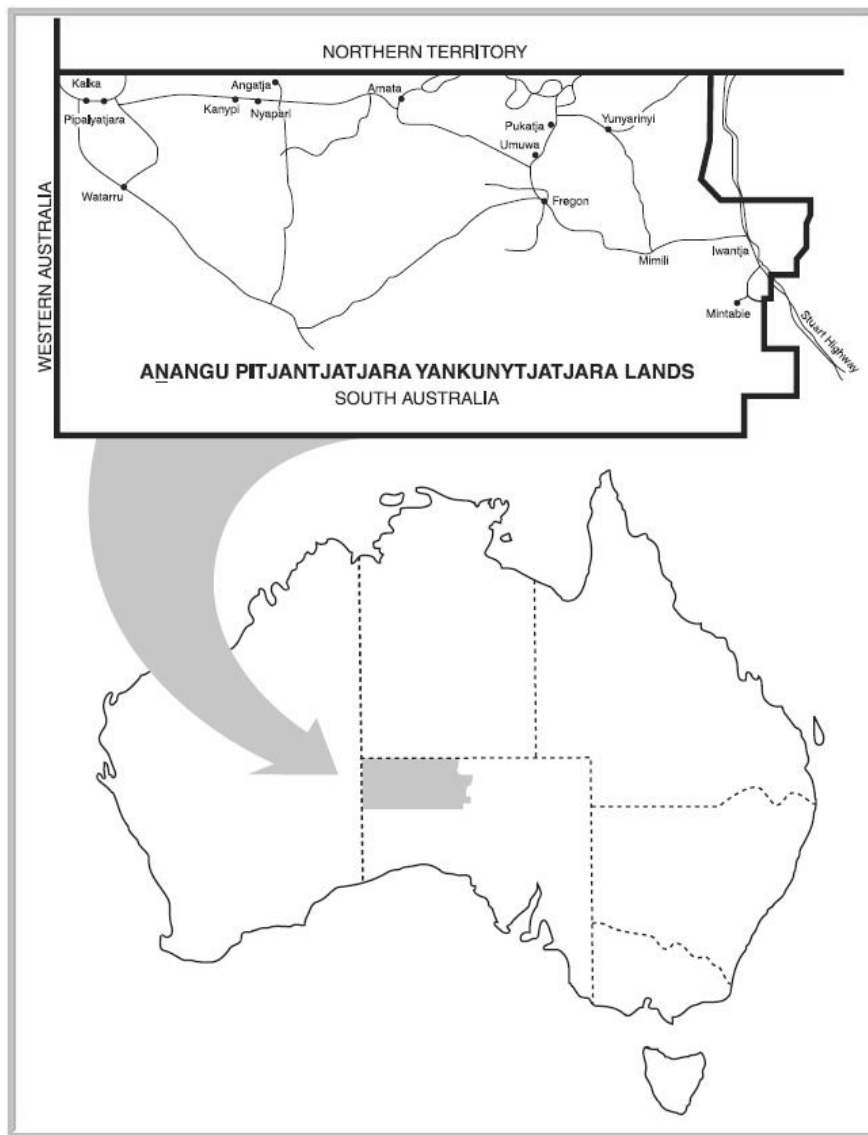 NORTHERN TERRITORY
Kalka
Angatja
Amata
Kanypi
Nyapari
Pipalyatjara
Pukatja
Yunyarinyi
Umuwa
Watarru
Fregon
WESTERN AUSTRALIA
Iwantja
Mimili
Mintabie
Stuart Highway
AṈANGU PITJANTJATJARA YANKUNYTJATJARA LANDS
SOUTH AUSTRALIA